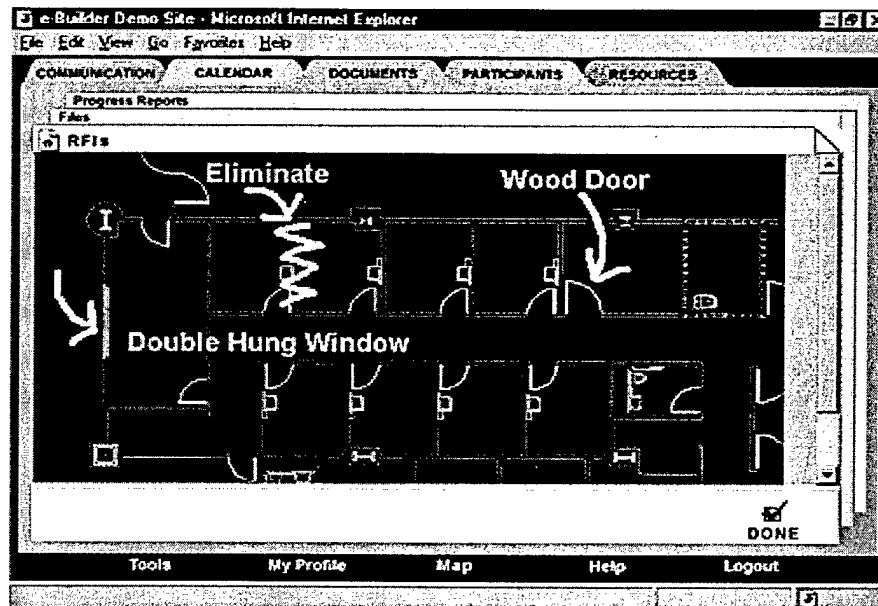 e-Builder Demo Site - Microsoft Internet Explorer
File Edit View Go Favorites Help
COMMUNICATION CALENDAR DOCUMENTS PARTICIPANTS RESOURCES
Progress Reports
Files
RFIs
Eliminate
Wood Door
Double Hung Window
DONE
Tools My Profile Map Help Logout